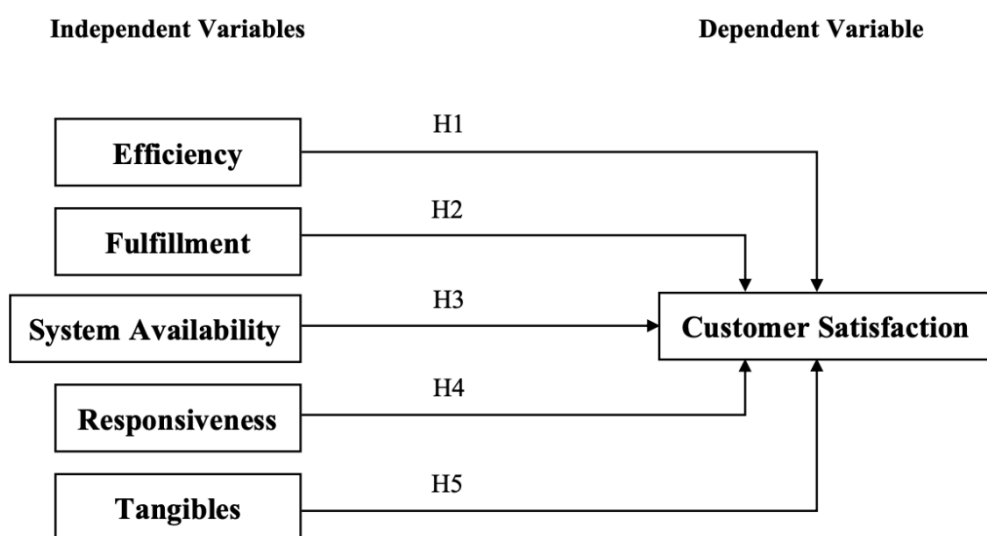 Independent Variables
Dependent Variable
H1
Efficiency
H2
Fulfillment
H3
System Availability
Customer Satisfaction
H4
Responsiveness
H5
Tangibles